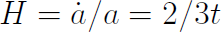 H = ȧ/a = 2/3t